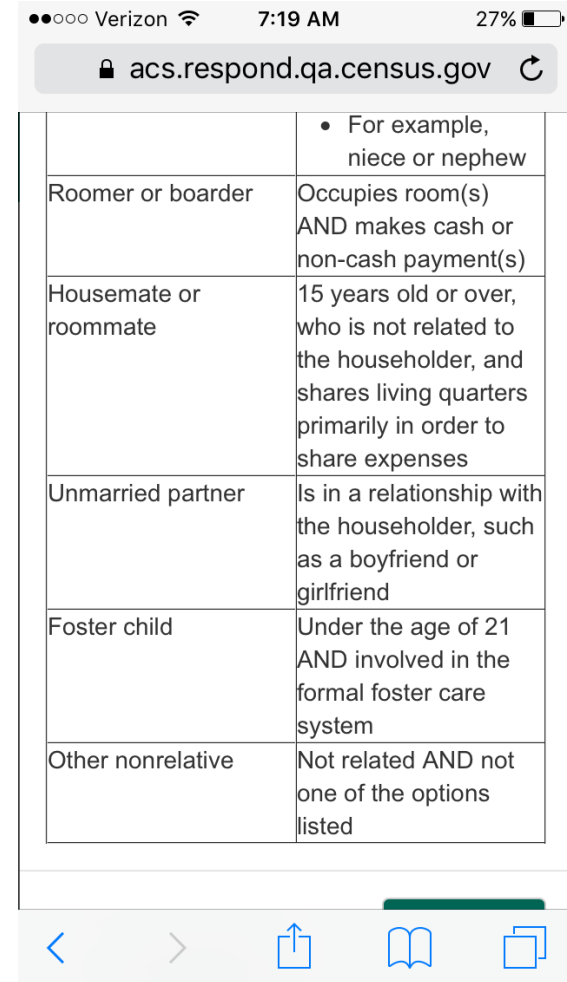 Verizon 7:19 AM 27%
acs.respond.qa.census.gov
• For example,
niece or nephew
Roomer or boarder
Occupies room(s)
AND makes cash or
non-cash payment(s)
Housemate or
roommate
15 years old or over,
who is not related to
the householder, and
shares living quarters
primarily in order to
share expenses
Unmarried partner
Is in a relationship with
the householder, such
as a boyfriend or
girlfriend
Foster child
Under the age of 21
AND involved in the
formal foster care
system
Other nonrelative
Not related AND not
one of the options
listed